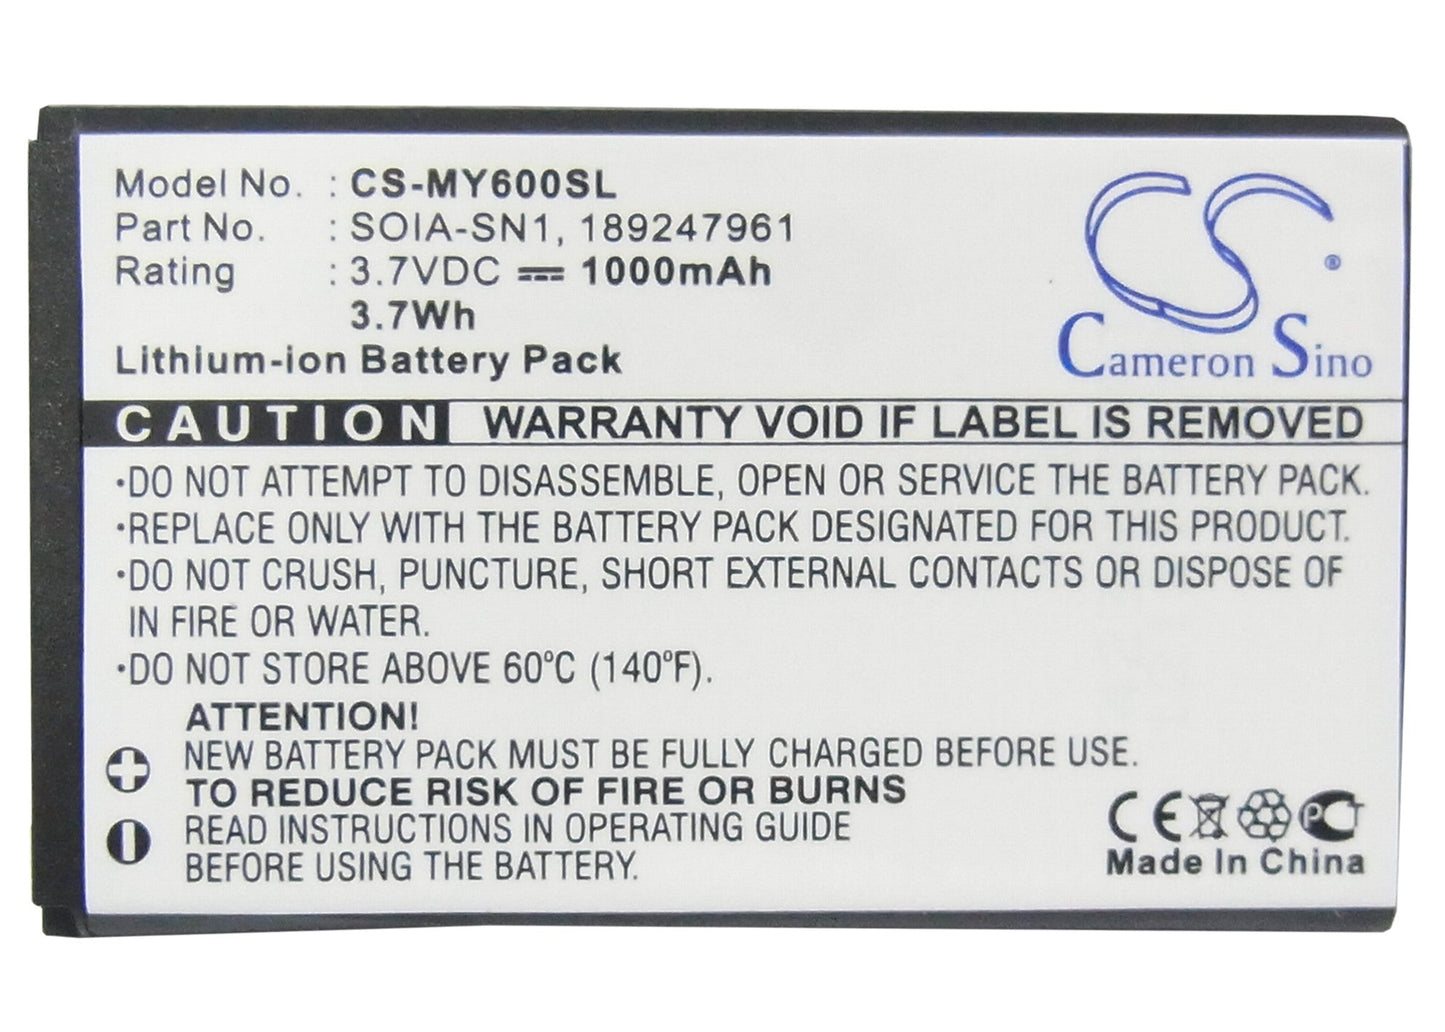 Model No. : CS-MY600SL
Part No. : SOIA-SN1, 189247961
Rating : 3.7VDC ⎓ 1000mAh
3.7Wh
Lithium-ion Battery Pack
CS ®
Cameron Sino
CAUTION WARRANTY VOID IF LABEL IS REMOVED
·DO NOT ATTEMPT TO DISASSEMBLE, OPEN OR SERVICE THE BATTERY PACK.
·REPLACE ONLY WITH THE BATTERY PACK DESIGNATED FOR THIS PRODUCT.
·DO NOT CRUSH, PUNCTURE, SHORT EXTERNAL CONTACTS OR DISPOSE OF
IN FIRE OR WATER.
·DO NOT STORE ABOVE 60°C (140°F).
ATTENTION!
NEW BATTERY PACK MUST BE FULLY CHARGED BEFORE USE.
TO REDUCE RISK OF FIRE OR BURNS
READ INSTRUCTIONS IN OPERATING GUIDE
BEFORE USING THE BATTERY.
CE PCT
Made In China